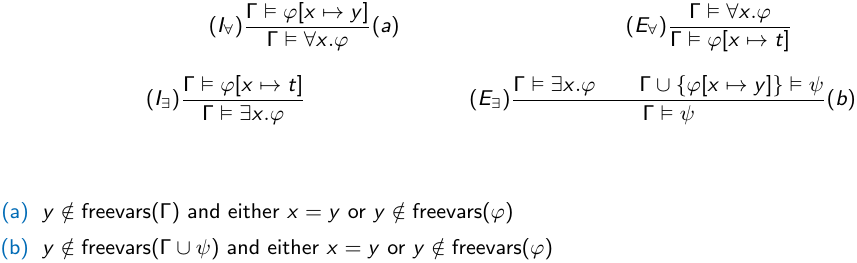 (I∀) Γ ⊨ φ[x ↦ y] / Γ ⊨ ∀x.φ (a) (E∀) Γ ⊨ ∀x.φ / Γ ⊨ φ[x ↦ t]
(I∃) Γ ⊨ φ[x ↦ t] / Γ ⊨ ∃x.φ (E∃) Γ ⊨ ∃x.φ Γ ∪ {φ[x ↦ y]} ⊨ ψ / Γ ⊨ ψ (b)
(a) y ∉ freevars(Γ) and either x = y or y ∉ freevars(φ)
(b) y ∉ freevars(Γ ∪ ψ) and either x = y or y ∉ freevars(φ)